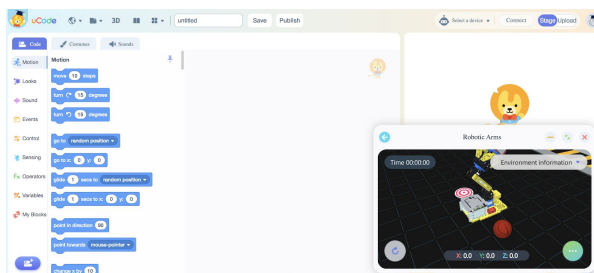 uCode
3D
untitled
Save
Publish
Select a device
Connect
Stage
Upload
Code
Costumes
Sounds
Motion
Looks
Sound
Events
Control
Sensing
Operators
Variables
My Blocks
Motion
move 10 steps
turn 15 degrees
turn 15 degrees
go to random position
go to x: 0 y: 0
glide 1 secs to random position
glide 1 secs to x: 0 y: 0
point in direction 90
point towards mouse-pointer
change x by 10
Robotic Arms
Time 00:00:00
Environment Information
X: 0.0 Y: 0.0 Z: 0.0